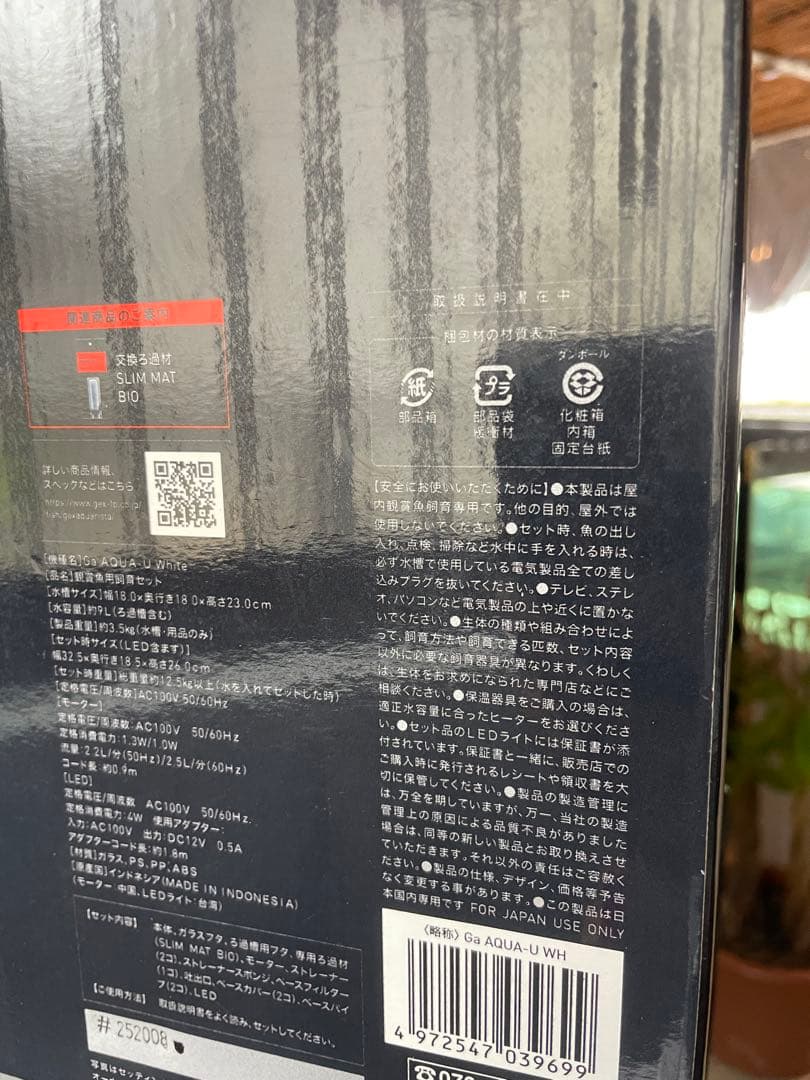 取扱説明書在中
梱包材の材質表示
ダンボール
紙
プラ
部品箱
部品袋
緩衝材
化粧箱
内箱
固定台紙
関連商品のご案内
交換ろ過材
SLIM MAT
BIO
詳しい商品情報、
スペックなどはこちら
【機種名】Ga AQUA-U White
【品名】観賞魚用飼育セット
【水槽サイズ】幅18.0×奥行き18.0×高さ23.0cm
【水容量】約9L(ろ過槽含む)
【製品重量】約3.5kg(水槽・用品のみ)
【セット時サイズ(LED含まず)】
幅32.5×奥行き18.5×高さ26.0cm
【セット時重量】総重量約12.5kg以上(水を入れてセットした時)
【定格電圧/周波数】AC100V 50/60Hz
【モーター】
定格電圧/周波数:AC100V 50/60Hz
定格消費電力:1.3W/1.0W
流量:2.2L/分(50Hz)/2.5L/分(60Hz)
コード長:約0.9m
【LED】
定格電圧/周波数 AC100V 50/60Hz.
定格消費電力:4W 使用アダプター:
入力:AC100V 出力:DC12V 0.5A
アダプターコード長:約1.8m
【材質】ガラス、PS、PP、ABS
【原産国】インドネシア(MADE IN INDONESIA)
(モーター:中国、LEDライト:台湾)
【セット内容】 本体、ガラスフタ、ろ過槽用フタ、専用ろ過材
(SLIM MAT BIO)、モーター、ストレーナー
(2コ)、ストレーナースポンジ、ベースフィルター
(1コ)、吐出口、ベースカバー(2コ)、ベースパイ
プ(2コ)、LED
【ご使用方法】 取扱説明書をよく読み、セットしてください。
# 252008
写真はセッティ
【安全にお使いいただくために】●本製品は屋
内観賞魚飼育専用です。他の目的、屋外では
使用しないでください。●セット時、魚の出し
入れ、点検、掃除など水中に手を入れる時は、
必ず水槽で使用している電気製品全ての差し
込みプラグを抜いてください。●テレビ、ステレ
オ、パソコンなど電気製品の上や近くに置かな
いでください。●生体の種類や組み合わせによ
って、飼育方法や飼育できる匹数、セット内容
以外に必要な飼育器具が異なります。くわしく
は、生体をお求めになられた専門店などにご
相談ください。●保温器具をご購入の場合は、
適正水容量に合ったヒーターをお選びくださ
い。●セット品のLEDライトには保証書が添
付されています。保証書と一緒に、販売店での
ご購入時に発行されるレシートや領収書を大
切に保管してください。●製品の製造管理に
は、万全を期していますが、万一、当社の製造
管理上の原因による品質不良がありました
場合は、同等の新しい製品とお取り換えさせ
ていただきます。それ以外の責任はご容赦く
ださい。●製品の仕様、デザイン、価格等予告
なく変更する事があります。●この製品は日
本国内専用です FOR JAPAN USE ONLY
〈略称〉Ga AQUA-U WH
4 972547 039699